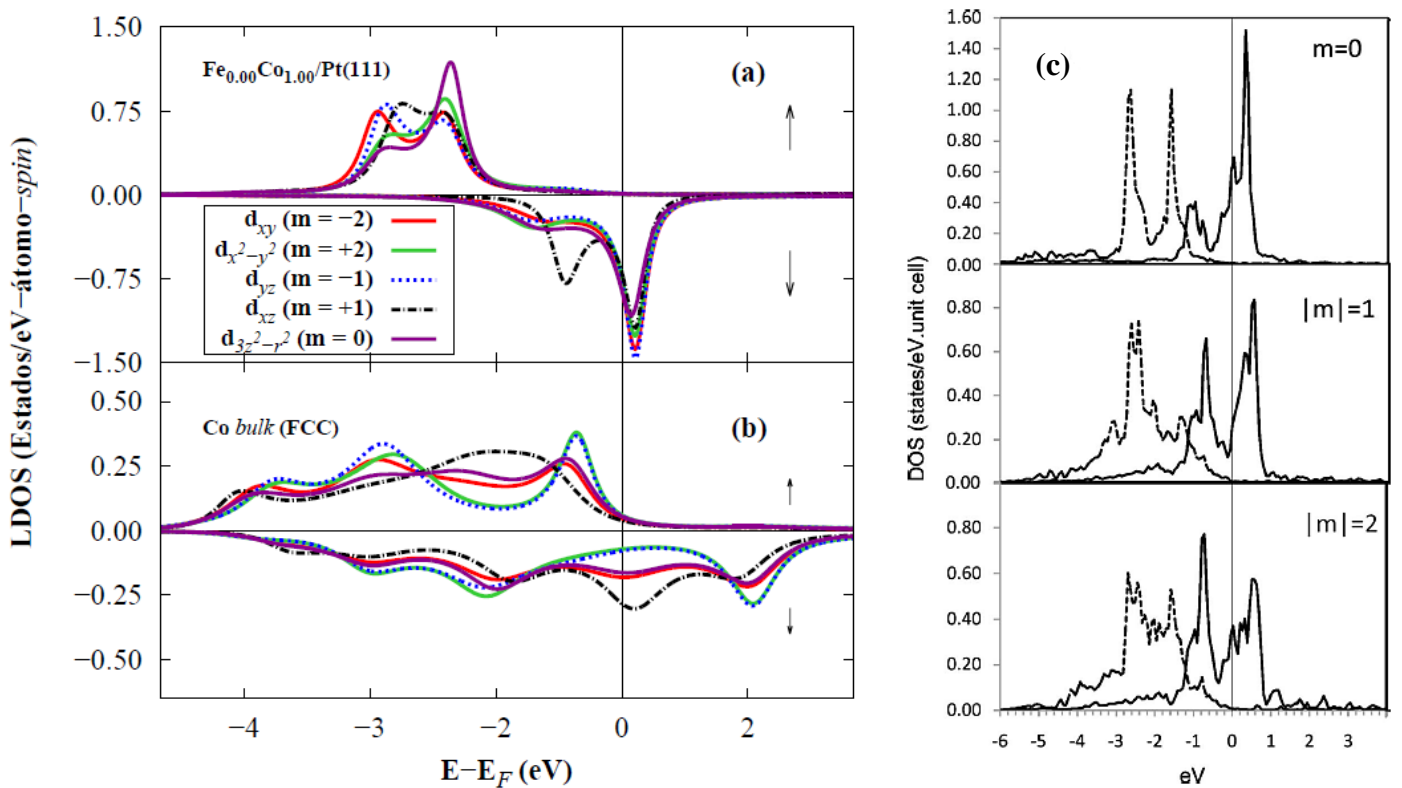 LDOS (Estados/eV−átomo−spin)
1.50
0.75
0.00
−0.75
−1.50
Fe0.00Co1.00/Pt(111)
(a)
dxy (m = −2)
dx²−y² (m = +2)
dyz (m = −1)
dxz (m = +1)
d3z²−r² (m = 0)
0.50
0.25
0.00
−0.25
−0.50
Co bulk (FCC)
(b)
−4
−3
−2
0
2
E−EF (eV)
(c)
DOS (states/eV.unit cell)
1.60
1.40
1.20
1.00
0.80
0.60
0.40
0.20
0.00
m=0
0.80
0.60
0.40
0.20
0.00
|m|=1
0.80
0.60
0.40
0.20
0.00
|m|=2
-6 -5 -4 -3 -2 -1 0 1 2 3
eV